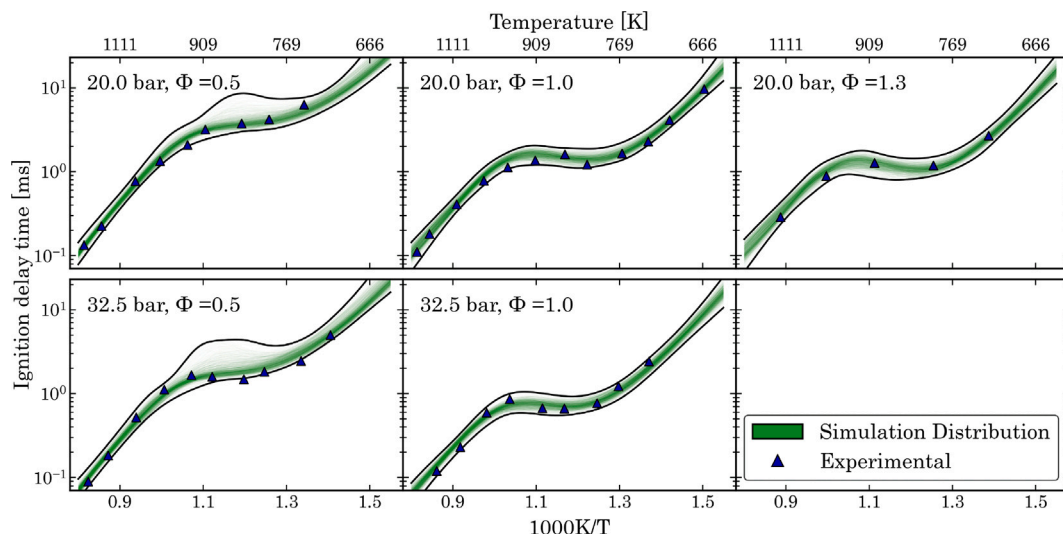 Temperature [K]
1111 909 769 666 1111 909 769 666 1111 909 769 666
20.0 bar, Φ =0.5 20.0 bar, Φ =1.0 20.0 bar, Φ =1.3
10¹
10⁰
10⁻¹
Ignition delay time [ms]
32.5 bar, Φ =0.5 32.5 bar, Φ =1.0
10¹
10⁰
10⁻¹
Simulation Distribution
Experimental
0.9 1.1 1.3 1.5 0.9 1.1 1.3 1.5 0.9 1.1 1.3 1.5
1000K/T